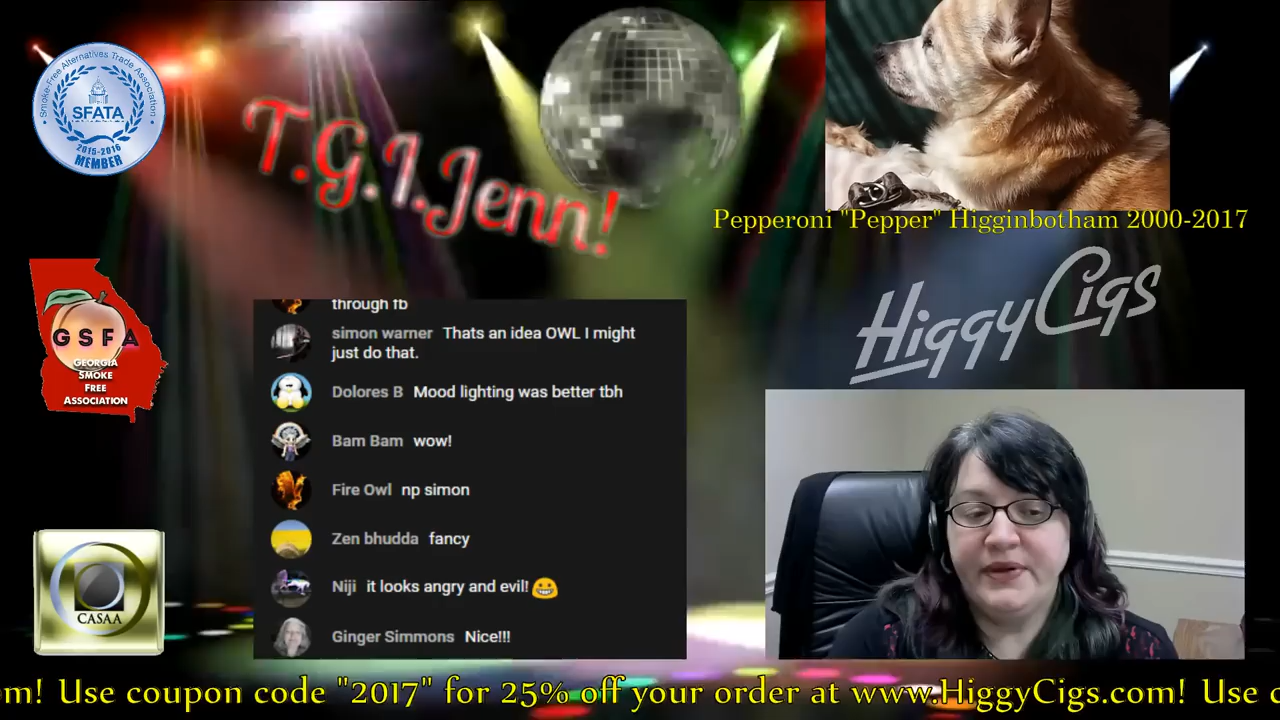 Smoke-Free Alternatives Trade Association
SFATA
2015-2016
MEMBER
T.G.I.Jenn!
Pepperoni "Pepper" Higginbotham 2000-2017
HiggyCigs
GSFA
GEORGIA
SMOKE
FREE
ASSOCIATION
through fb
simon warner Thats an idea OWL I might
just do that.
Dolores B Mood lighting was better tbh
Bam Bam wow!
Fire Owl np simon
Zen bhudda fancy
Niji it looks angry and evil!😬
Ginger Simmons Nice!!!
CASAA
om! Use coupon code "2017" for 25% off your order at www.HiggyCigs.com! Use c